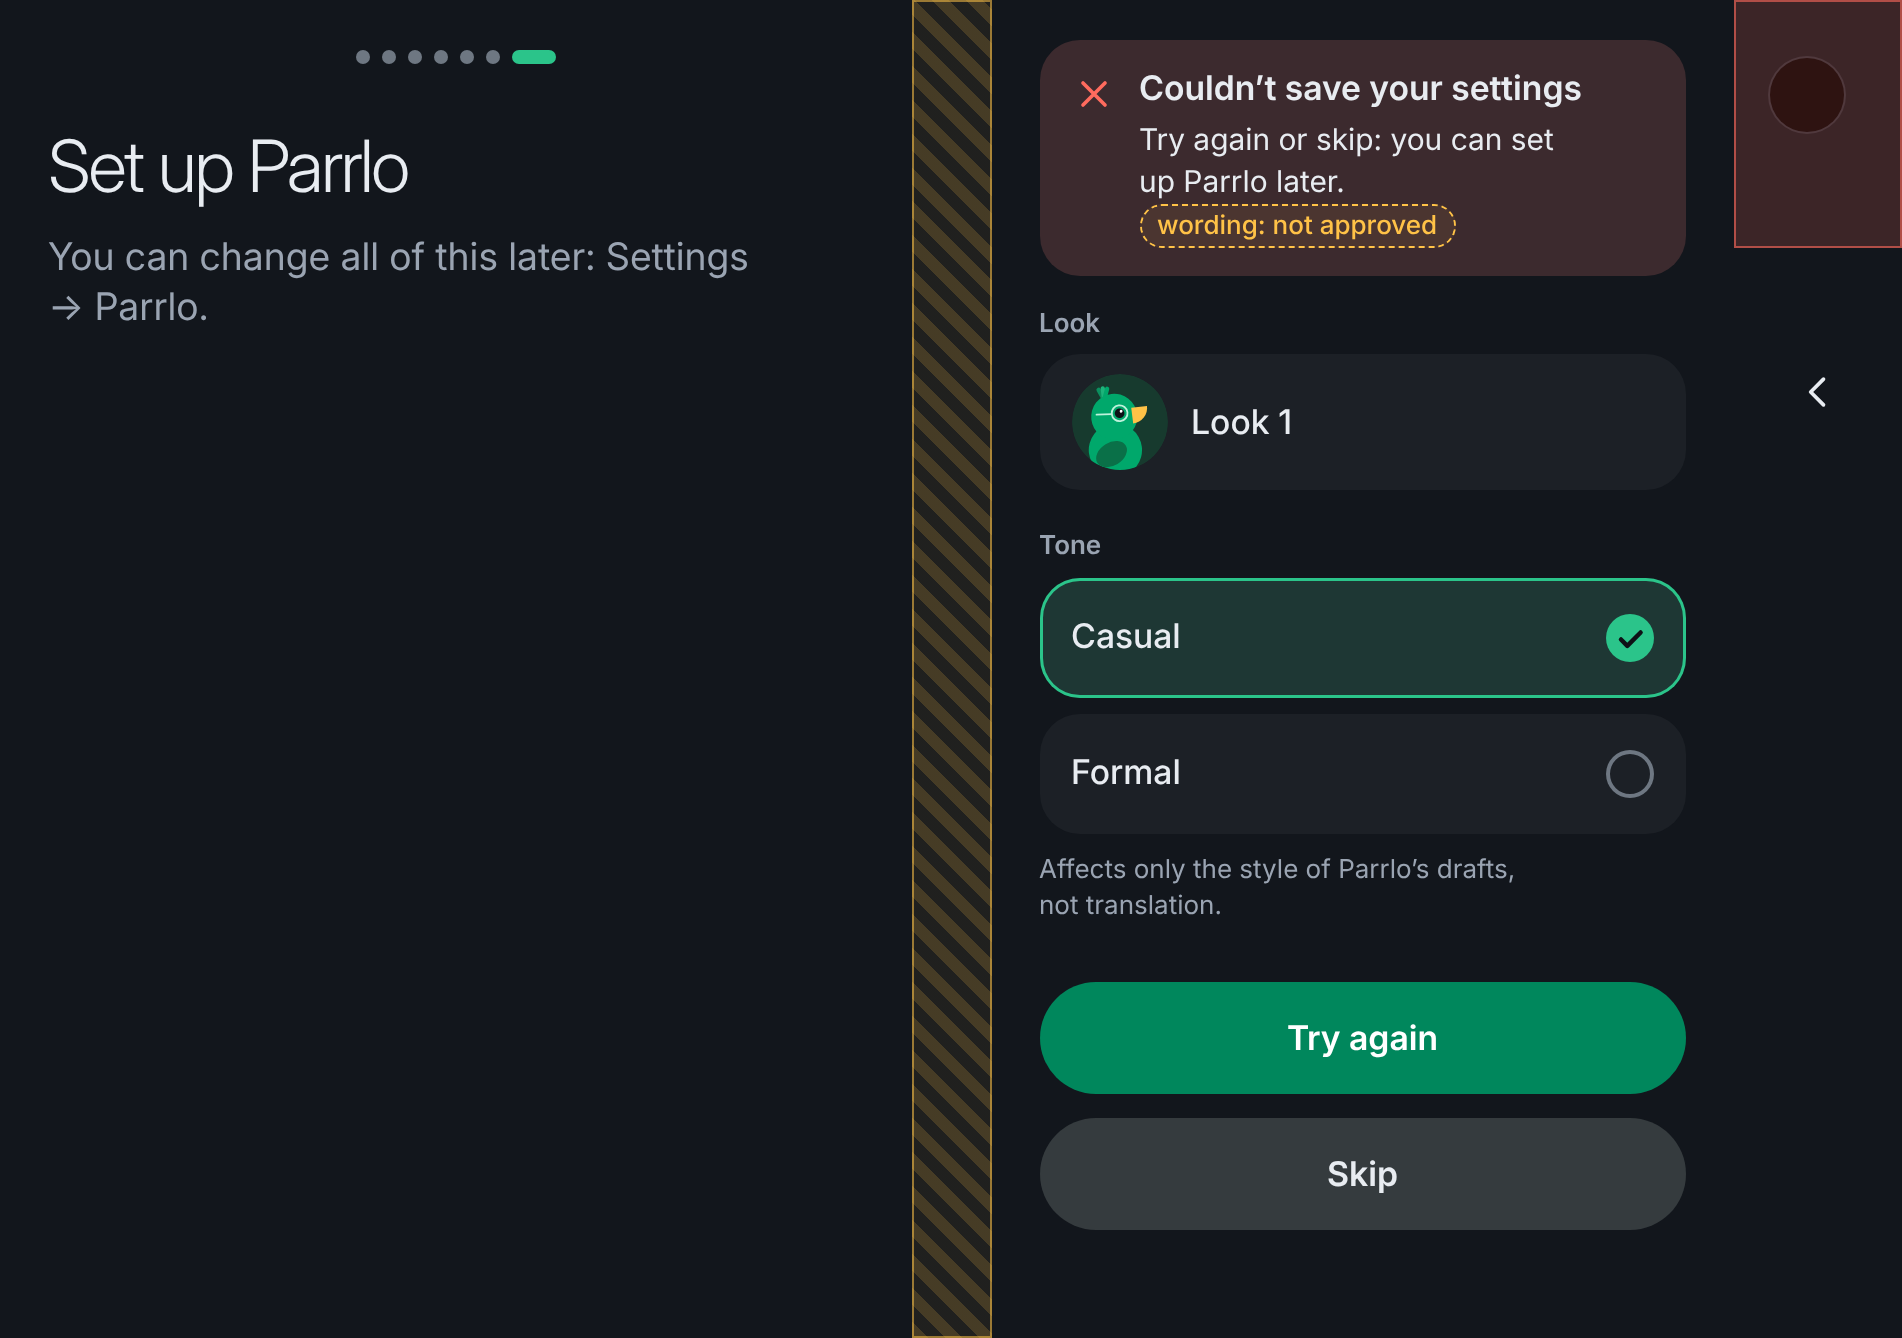 Set up Parrlo
You can change all of this later: Settings
→ Parrlo.
Couldn’t save your settings
Try again or skip: you can set
up Parrlo later.
wording: not approved
Look
Look 1
Tone
Casual
Formal
Affects only the style of Parrlo’s drafts,
not translation.
Try again
Skip